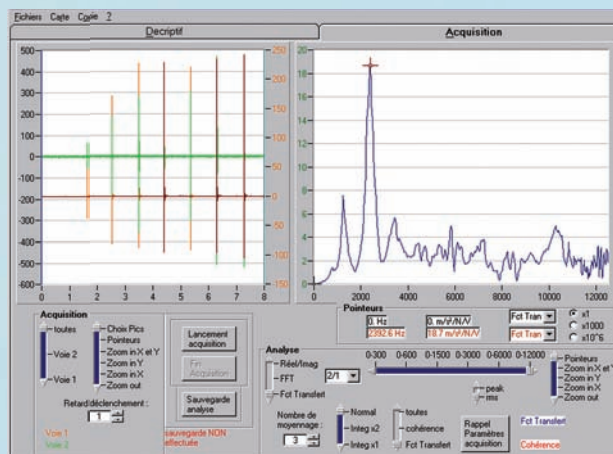 Fichiers Carte Copie ?
Decriptif
Acquisition
500
400
300
200
100
0
-100
-200
-300
-400
-500
-600
250
200
150
100
50
0
-50
-100
-150
0 1 2 3 4 5 6 7 8
20
18
16
14
12
10
8
6
4
2
0
0 2000 4000 6000 8000 10000 12000
Acquisition
toutes
Voie 2
Voie 1
Choix Pics
Pointeurs
Zoom in X et Y
Zoom in Y
Zoom in X
Zoom out
Retard/déclenchement :
1
Voie 1
Voie 2
Lancement acquisition
Fin Acquisition
Sauvegarde analyse
sauvegarde NON effectuée
Pointeurs
0. Hz
0. m/s²/N/V
Fct Tran
2392.6 Hz
18.7 m/s²/N/V
Fct Tran
x1
x1000
x10^6
Analyse
Réel/Imag
FFT
Fct Transfert
2/1
0-300 0-600 0-1200 0-3000 0-6000 0-12000
peak
rms
Pointeurs
Zoom in X et Y
Zoom in Y
Zoom in X
Zoom out
Nombre de moyennage :
3
Normal
Integ x2
Integ x1
toutes
cohérence
Fct Transfert
Rappel Paramètres acquisition
Fct Transfert
Cohérence